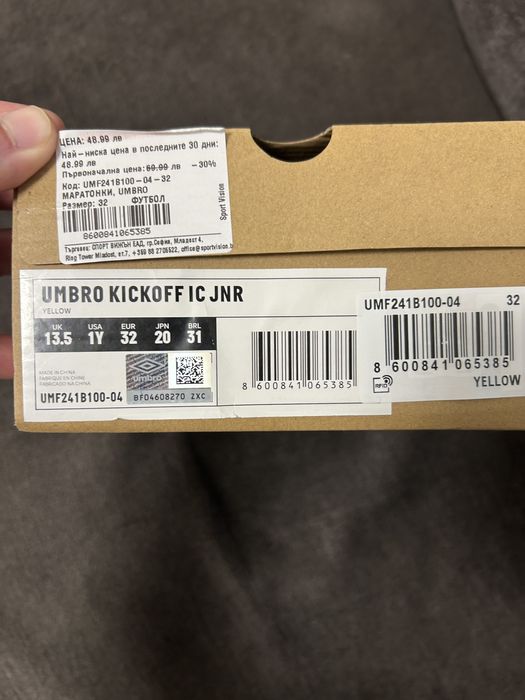 ЦЕНА: 48.99 лв
Най-ниска цена в последните 30 дни:
48.99 лв
Първоначална цена: 69.99 лв -30%
Код: UMF241B100-04-32
МАРАТОНКИ, UMBRO
Размер: 32 ФУТБОЛ
8600841065385
Sport Vision
Търговец: СПОРТ ВИЖЪН ЕАД, гр.София, Младост 4,
Ring Tower Mladost, ет.7, +359 88 2706522, office@sportvision.b
UMBRO KICKOFF IC JNR
YELLOW
UK USA EUR JPN BRL
13.5 1Y 32 20 31
MADE IN CHINA
FABRIQUE EN CHINE
FABRICADO NA CHINA
umbro
UMF241B100-04
BF04608270 ZXC
8 600841 065385
UMF241B100-04 32
8 600841 065385
RFID
YELLOW